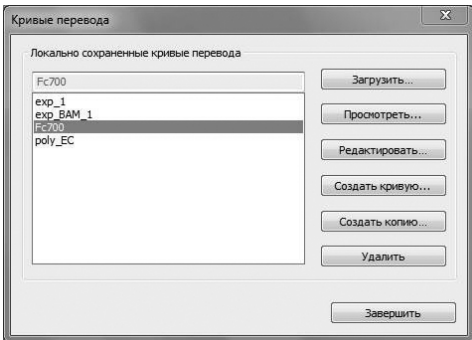 Кривые перевода
Локально сохраненные кривые перевода
Fc700
exp_1
exp_BAM_1
Fc700
poly_EC
Загрузить...
Просмотреть...
Редактировать...
Создать кривую...
Создать копию...
Удалить
Завершить